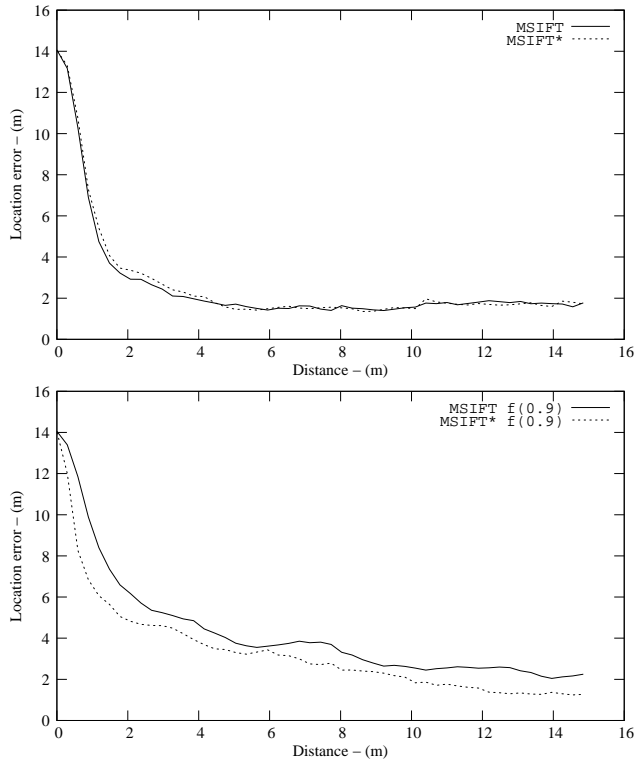 16
14
12
10
8
6
4
2
0
Location error – (m)
MSIFT
MSIFT*
0 2 4 6 8 10 12 14 16
Distance – (m)
16
14
12
10
8
6
4
2
0
Location error – (m)
MSIFT f(0.9)
MSIFT* f(0.9)
0 2 4 6 8 10 12 14 16
Distance – (m)